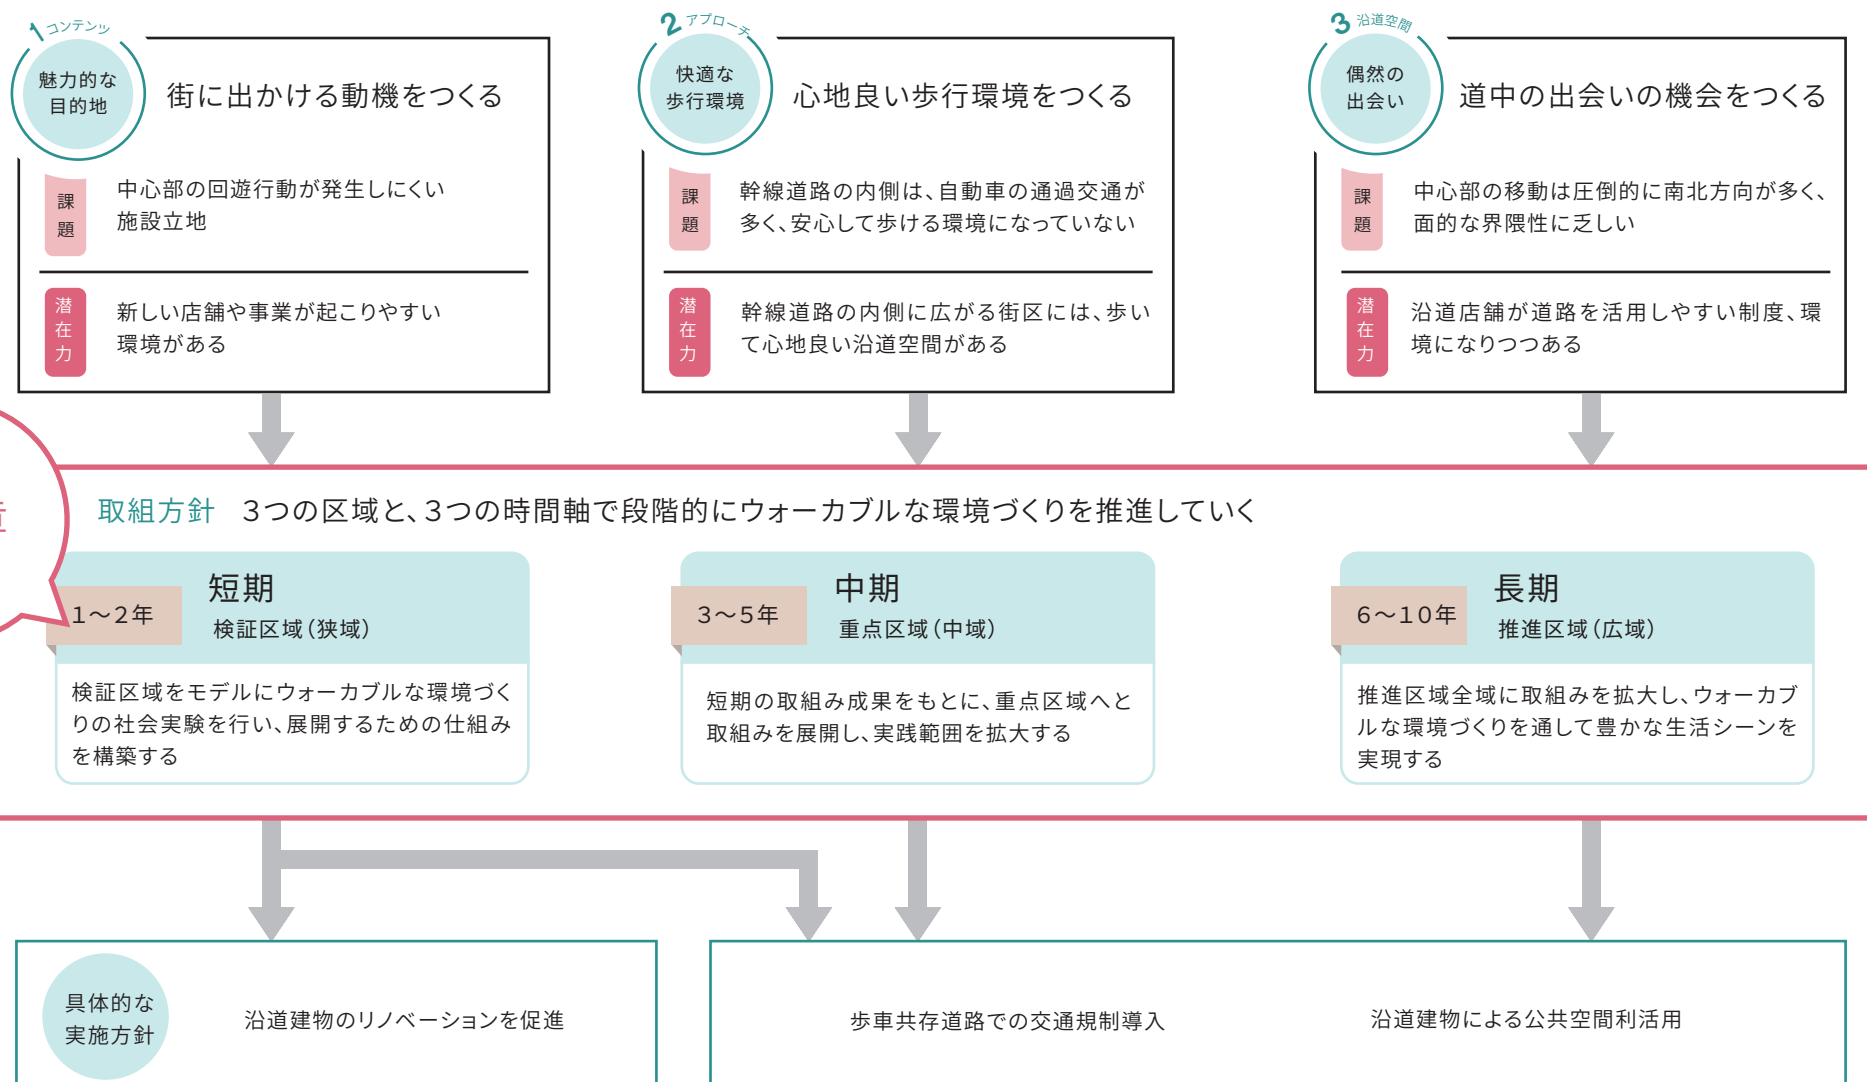 1 コンテンツ
魅力的な
目的地
街に出かける動機をつくる
課題
中心部の回遊行動が発生しにくい
施設立地
潜在力
新しい店舗や事業が起こりやすい
環境がある
2 アプローチ
快適な
歩行環境
心地良い歩行環境をつくる
課題
幹線道路の内側は、自動車の通過交通が
多く、安心して歩ける環境になっていない
潜在力
幹線道路の内側に広がる街区には、歩い
て心地良い沿道空間がある
3 沿道空間
偶然の
出会い
道中の出会いの機会をつくる
課題
中心部の移動は圧倒的に南北方向が多く、
面的な界隈性に乏しい
潜在力
沿道店舗が道路を活用しやすい制度、環
境になりつつある
取組方針 ３つの区域と、３つの時間軸で段階的にウォーカブルな環境づくりを推進していく
１～２年
短期
検証区域（狭域）
検証区域をモデルにウォーカブルな環境づく
りの社会実験を行い、展開するための仕組み
を構築する
３～５年
中期
重点区域（中域）
短期の取組み成果をもとに、重点区域へと
取組みを展開し、実践範囲を拡大する
６～１０年
長期
推進区域（広域）
推進区域全域に取組みを拡大し、ウォーカブ
ルな環境づくりを通して豊かな生活シーンを
実現する
具体的な
実施方針
沿道建物のリノベーションを促進
歩車共存道路での交通規制導入
沿道建物による公共空間利活用